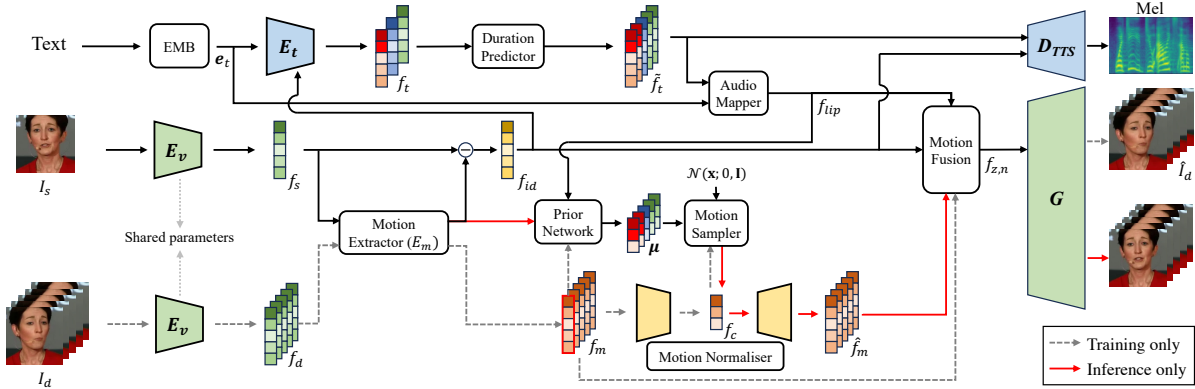 Mel
Text
EMB
e_t
E_t
f_t
Duration
Predictor
f̃_t
Audio
Mapper
f_lip
D_TTS
I_s
E_v
f_s
f_id
Motion
Fusion
f_z,n
G
Î_d
Shared parameters
Motion
Extractor (E_m)
Prior
Network
μ
𝒩(x; 0, I)
Motion
Sampler
I_d
E_v
f_d
f_m
f_c
f̂_m
Motion Normaliser
Training only
Inference only